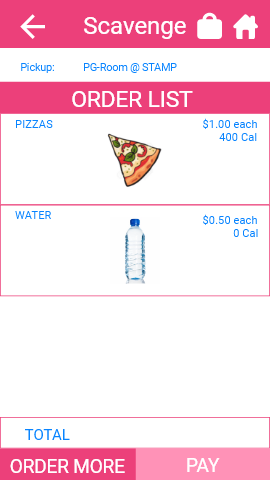 Scavenge
Pickup: PG-Room @ STAMP
ORDER LIST
PIZZAS $1.00 each
400 Cal
WATER $0.50 each
0 Cal
TOTAL
ORDER MORE PAY